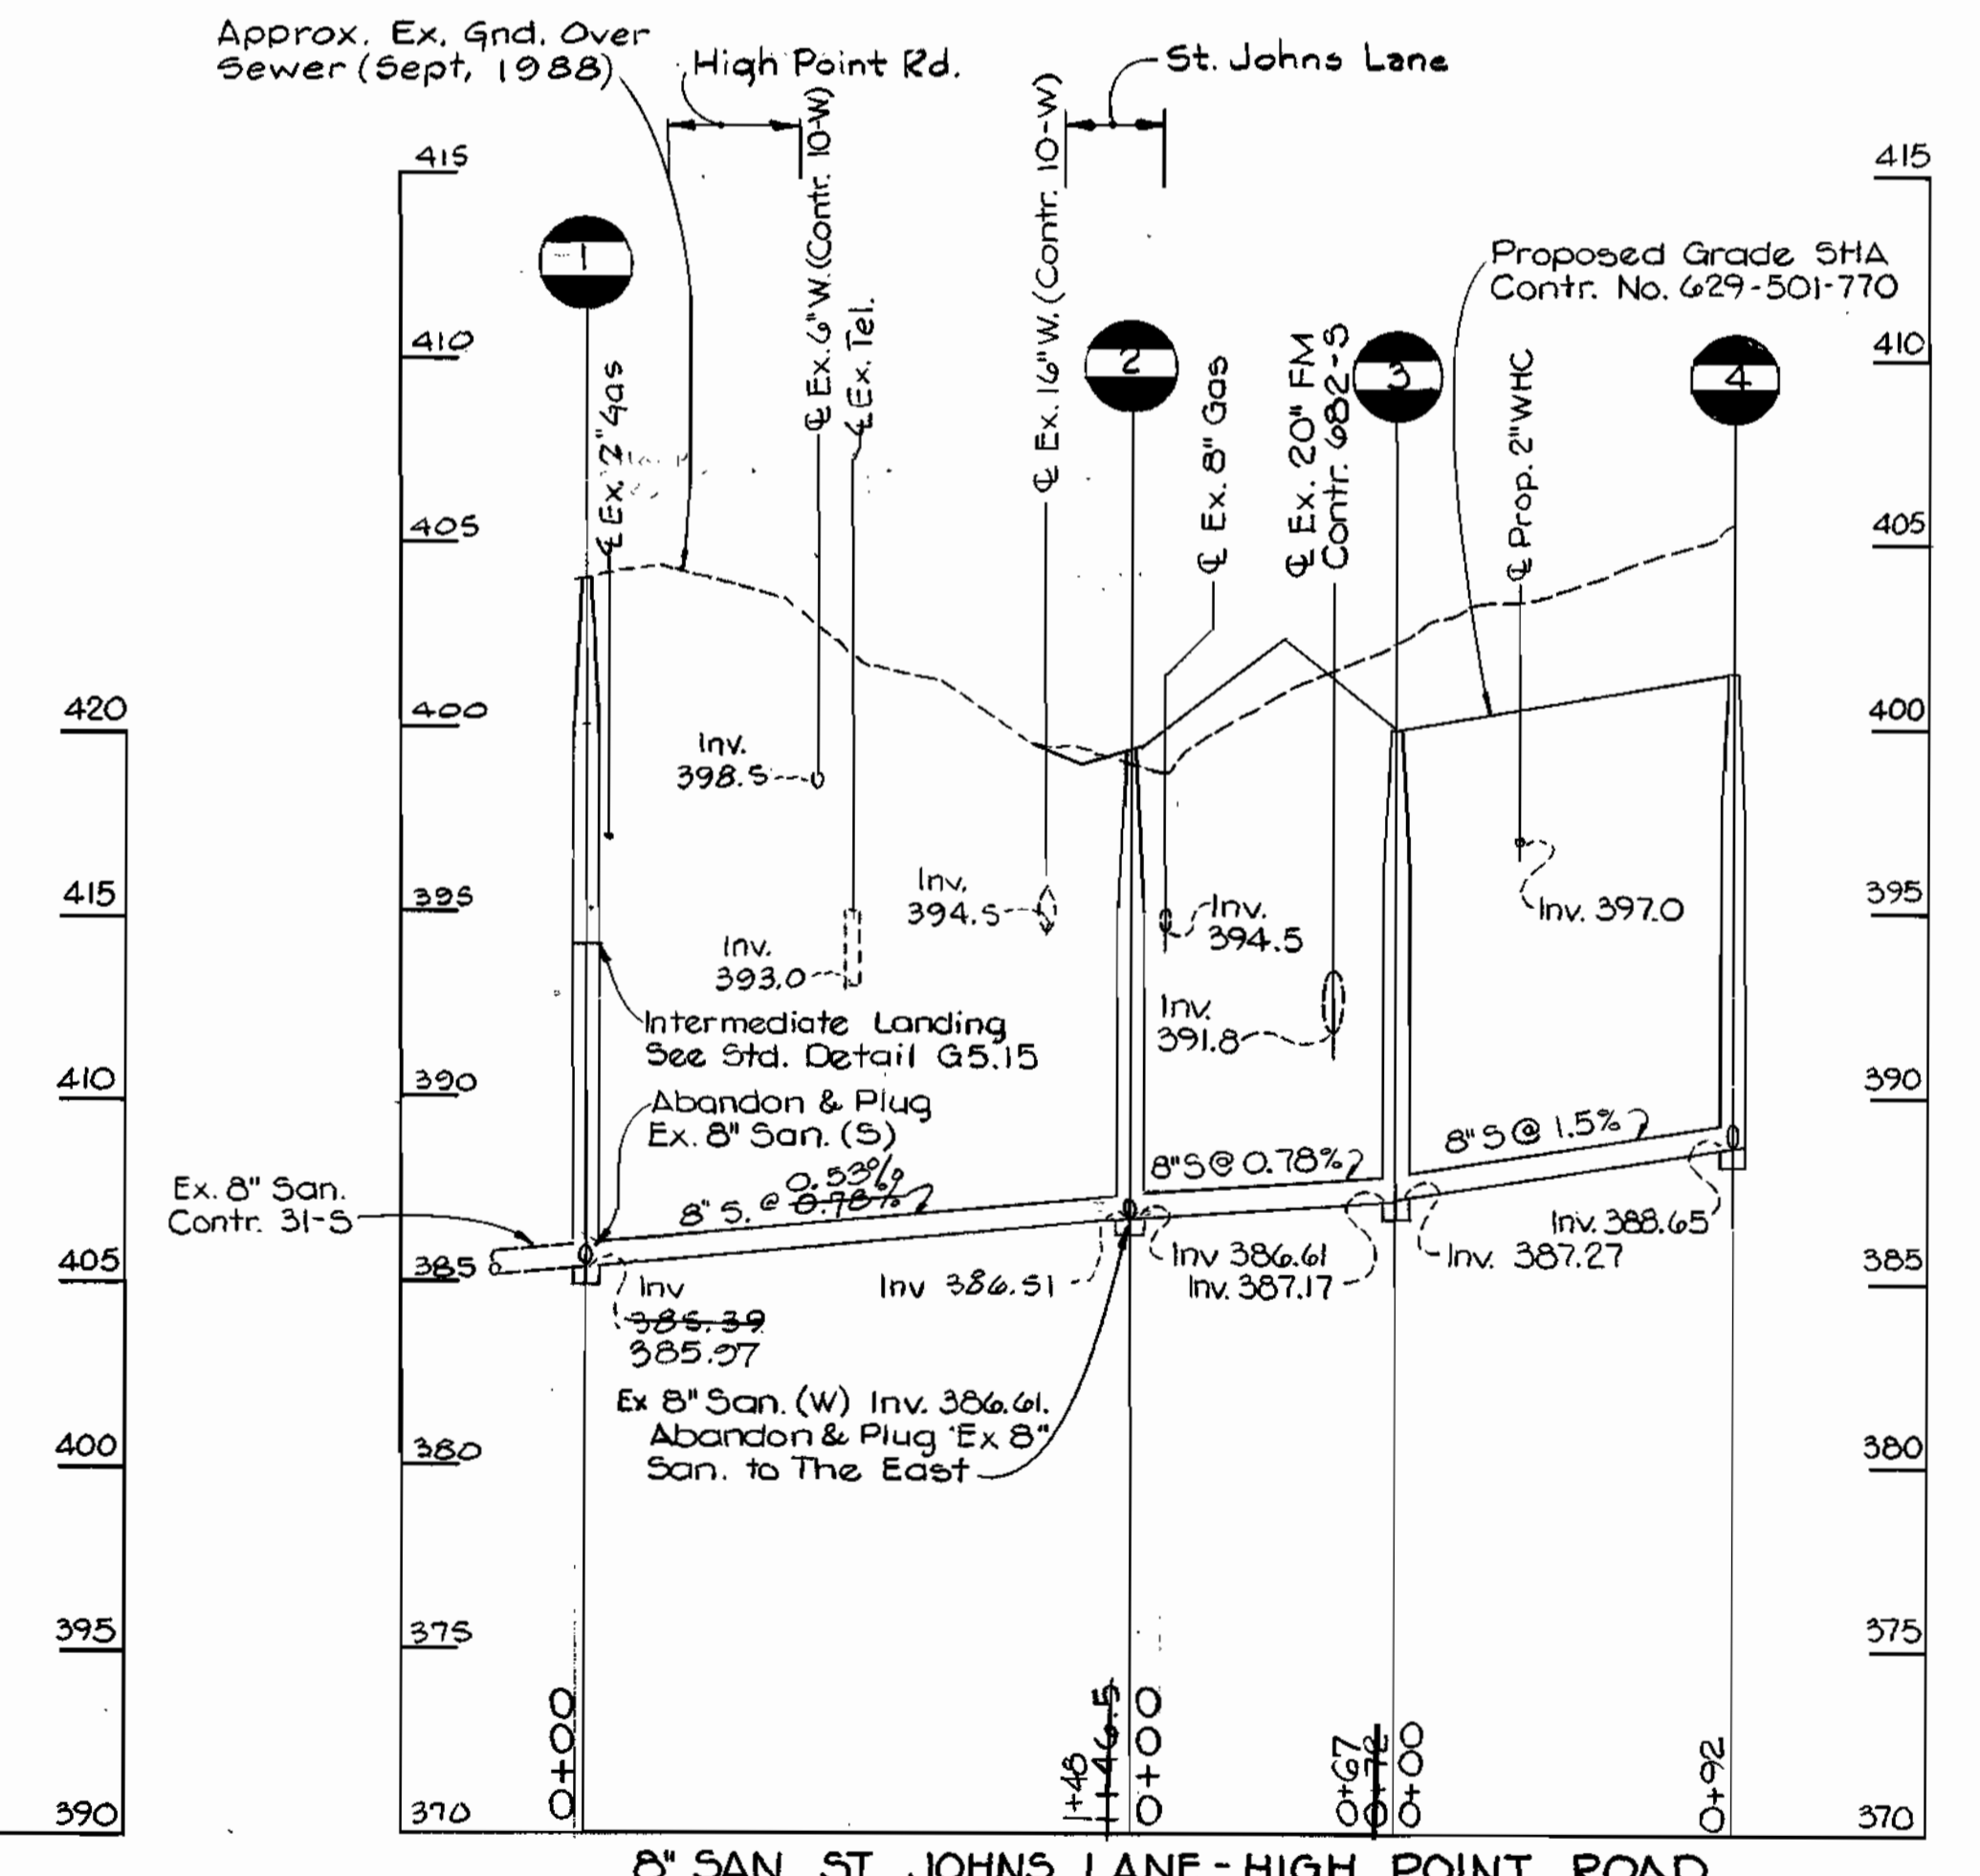 Approx. Ex. Gnd. Over
Sewer (Sept, 1988)
High Point Rd.
St. Johns Lane
415
415
1
℄ Ex. 2" Gas
℄ Ex. 6" W. (Contr. 10-W)
℄ Ex. Tel.
℄ Ex. 16" W. (Contr. 10-W)
2
℄ Ex. 8" Gas
℄ Ex. 20" FM
Contr. 682-S
3
℄ Prop. 2" WHC
Proposed Grade SHA
Contr. No. 629-501-770
4
410
410
405
405
420
400
400
Inv.
398.5
415
395
395
Inv.
394.5
Inv.
394.5
Inv. 397.0
Inv.
393.0
Inv.
391.8
Intermediate Landing
See Std. Detail G5.15
410
390
390
Abandon & Plug
Ex. 8" San. (S)
Ex. 8" San.
Contr. 31-S
0.53%
8" S. @ 0.78%
8" S @ 0.78%
8" S @ 1.5%
405
385
385
Inv
385.39
385.97
Inv 386.51
Inv 386.61
Inv. 387.17
Inv. 387.27
Inv. 388.65
Ex 8" San. (W) Inv. 386.61.
Abandon & Plug Ex 8"
San. to The East
400
380
380
395
375
375
390
370
370
0+00
1+48
1+46.5
0+00
0+67
0+72
0+00
0+92
8" SAN. ST. JOHNS LANE - HIGH POINT ROAD